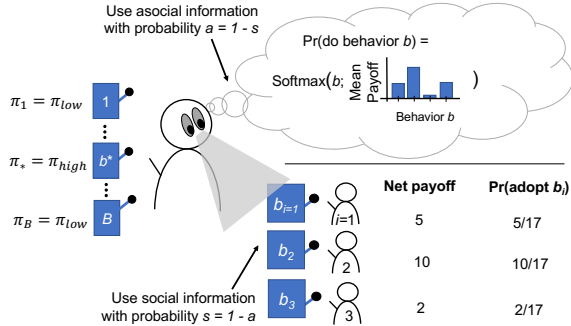 Use asocial information
with probability a = 1 - s
Pr(do behavior b) =
Softmax(b; Mean Payoff )
Behavior b
π₁ = πlow 1
π* = πhigh b*
πB = πlow B
Net payoff Pr(adopt bᵢ)
bi=1 i=1 5 5/17
b₂ 2 10 10/17
b₃ 3 2 2/17
Use social information
with probability s = 1 - a